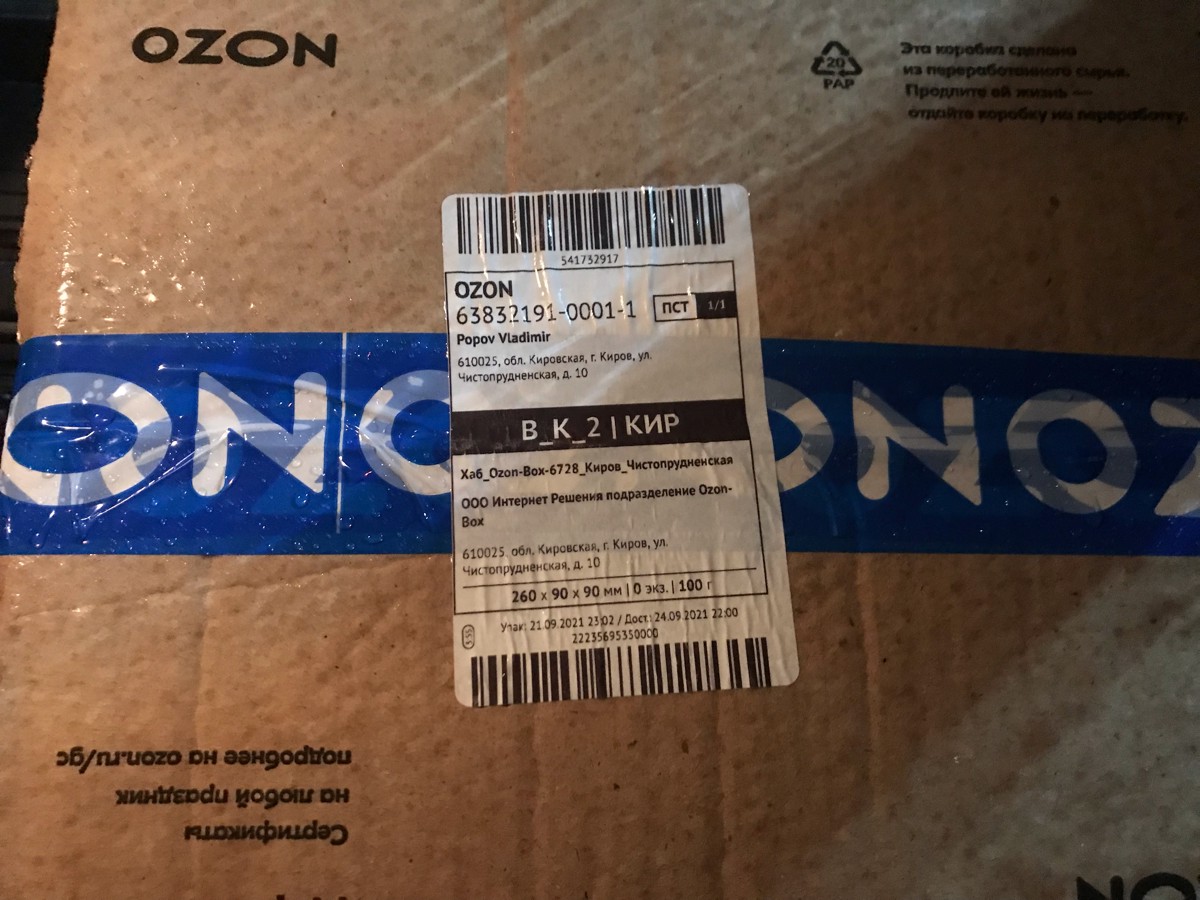 OZON
20
PAP
Эта коробка сделана
из переработанного сырья.
Продлите ей жизнь —
отдайте коробку на переработку.
541732917
OZON
63832191-0001-1 ПСТ 1/1
Popov Vladimir
610025, обл. Кировская, г. Киров, ул.
Чистопрудненская, д. 10
В_К_2 | КИР
Хаб_Ozon-Box-6728_Киров_Чистопрудненская
ООО Интернет Решения подразделение Ozon-
Box
610025, обл. Кировская, г. Киров, ул.
Чистопрудненская, д. 10
260 x 90 x 90 мм | 0 экз. | 100 г
Упак: 21.09.2021 23:02 / Дост.: 24.09.2021 22:00
22235695350000
ONO
ONOZ
Сертификаты
на любой праздник
подробнее на ozon.ru/gc
OZON